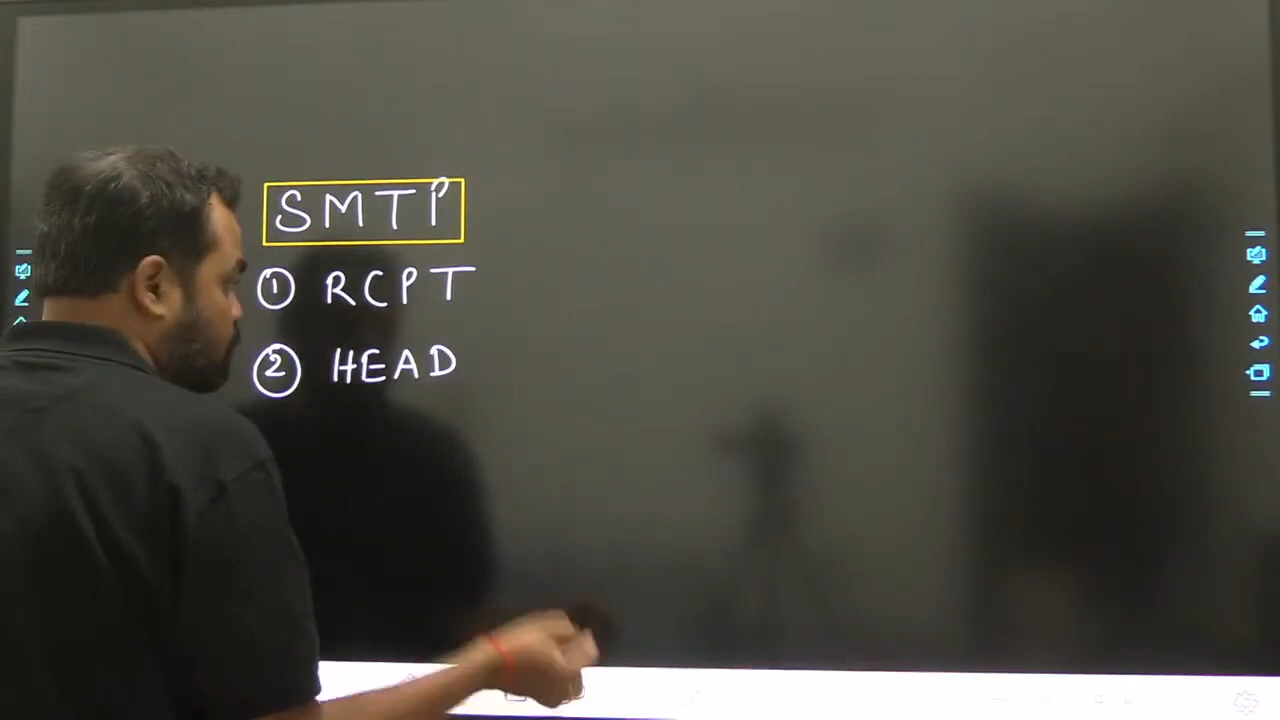 SMTP
① RCPT
② HEAD